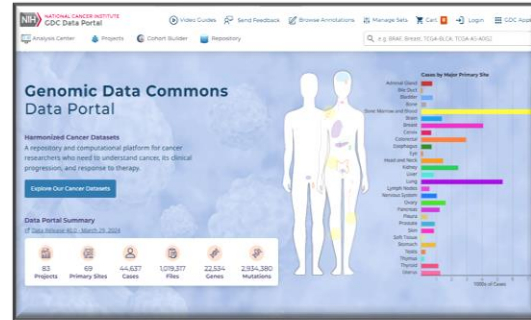 NIH NATIONAL CANCER INSTITUTE
GDC Data Portal
Video Guides Send Feedback Browse Annotations Manage Sets Cart 0 Login GDC Apps
Analysis Center Projects Cohort Builder Repository
e.g. BRAF, Breast, TCGA-BLCA, TCGA-A5-A0G2
Genomic Data Commons
Data Portal
Harmonized Cancer Datasets
A repository and computational platform for cancer
researchers who need to understand cancer, its clinical
progression, and response to therapy.
Explore Our Cancer Datasets
Data Portal Summary
Data Release 40.0 - March 29, 2024
83 69 44,637 1,019,317 22,534 2,934,380
Projects Primary Sites Cases Files Genes Mutations
Cases by Major Primary Site
Adrenal Gland
Bile Duct
Bladder
Bone
Bone Marrow and Blood
Brain
Breast
Cervix
Colorectal
Esophagus
Eye
Head and Neck
Kidney
Liver
Lung
Lymph Nodes
Nervous System
Ovary
Pancreas
Pleura
Prostate
Skin
Soft Tissue
Stomach
Testis
Thymus
Thyroid
Uterus
1000s of Cases